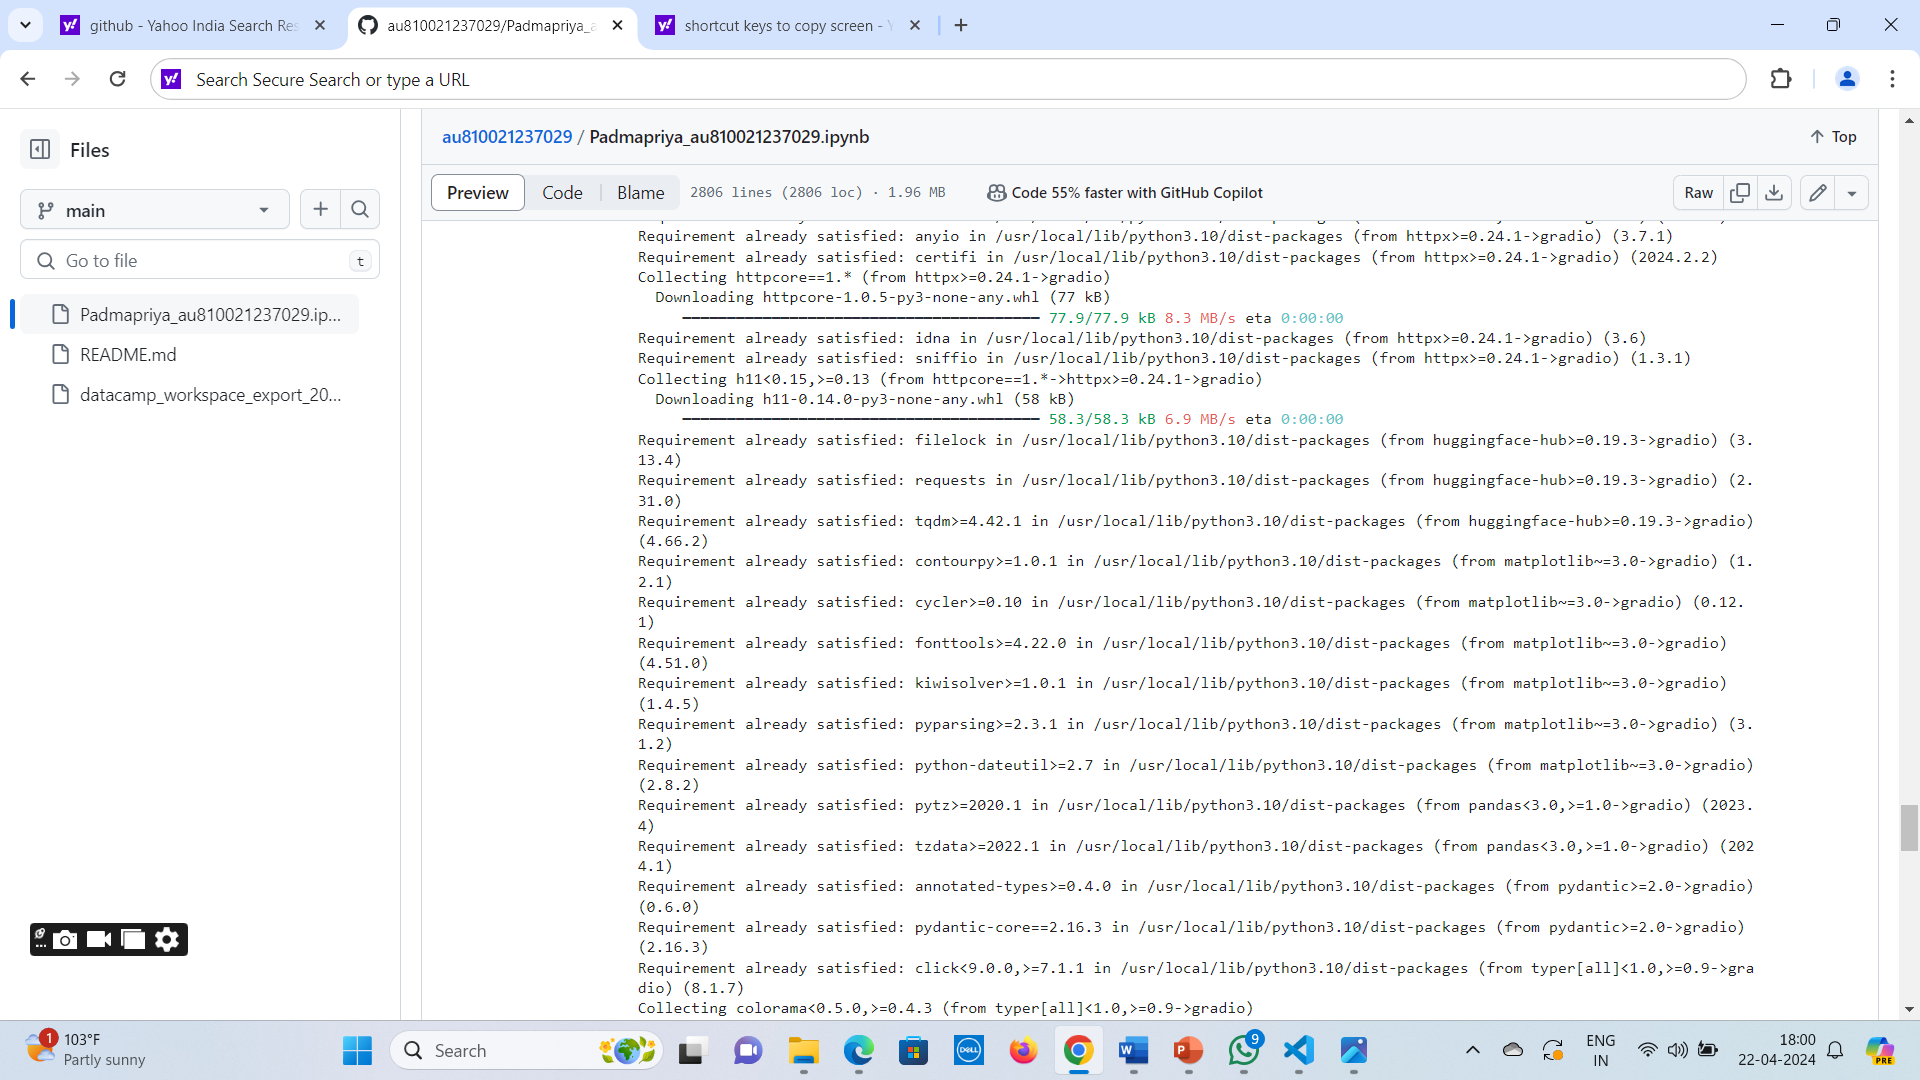 github - Yahoo India Search Res
au810021237029/Padmapriya_a
shortcut keys to copy screen - Y
Search Secure Search or type a URL
Files
main
Go to file
t
Padmapriya_au810021237029.ip...
README.md
datacamp_workspace_export_20...
au810021237029 / Padmapriya_au810021237029.ipynb
Top
Preview
Code
Blame
2806 lines (2806 loc) · 1.96 MB
Code 55% faster with GitHub Copilot
Raw
Requirement already satisfied: anyio in /usr/local/lib/python3.10/dist-packages (from httpx>=0.24.1->gradio) (3.7.1)
Requirement already satisfied: certifi in /usr/local/lib/python3.10/dist-packages (from httpx>=0.24.1->gradio) (2024.2.2)
Collecting httpcore==1.* (from httpx>=0.24.1->gradio)
Downloading httpcore-1.0.5-py3-none-any.whl (77 kB)
77.9/77.9 kB 8.3 MB/s eta 0:00:00
Requirement already satisfied: idna in /usr/local/lib/python3.10/dist-packages (from httpx>=0.24.1->gradio) (3.6)
Requirement already satisfied: sniffio in /usr/local/lib/python3.10/dist-packages (from httpx>=0.24.1->gradio) (1.3.1)
Collecting h11<0.15,>=0.13 (from httpcore==1.*->httpx>=0.24.1->gradio)
Downloading h11-0.14.0-py3-none-any.whl (58 kB)
58.3/58.3 kB 6.9 MB/s eta 0:00:00
Requirement already satisfied: filelock in /usr/local/lib/python3.10/dist-packages (from huggingface-hub>=0.19.3->gradio) (3.
13.4)
Requirement already satisfied: requests in /usr/local/lib/python3.10/dist-packages (from huggingface-hub>=0.19.3->gradio) (2.
31.0)
Requirement already satisfied: tqdm>=4.42.1 in /usr/local/lib/python3.10/dist-packages (from huggingface-hub>=0.19.3->gradio)
(4.66.2)
Requirement already satisfied: contourpy>=1.0.1 in /usr/local/lib/python3.10/dist-packages (from matplotlib~=3.0->gradio) (1.
2.1)
Requirement already satisfied: cycler>=0.10 in /usr/local/lib/python3.10/dist-packages (from matplotlib~=3.0->gradio) (0.12.
1)
Requirement already satisfied: fonttools>=4.22.0 in /usr/local/lib/python3.10/dist-packages (from matplotlib~=3.0->gradio)
(4.51.0)
Requirement already satisfied: kiwisolver>=1.0.1 in /usr/local/lib/python3.10/dist-packages (from matplotlib~=3.0->gradio)
(1.4.5)
Requirement already satisfied: pyparsing>=2.3.1 in /usr/local/lib/python3.10/dist-packages (from matplotlib~=3.0->gradio) (3.
1.2)
Requirement already satisfied: python-dateutil>=2.7 in /usr/local/lib/python3.10/dist-packages (from matplotlib~=3.0->gradio)
(2.8.2)
Requirement already satisfied: pytz>=2020.1 in /usr/local/lib/python3.10/dist-packages (from pandas<3.0,>=1.0->gradio) (2023.
4)
Requirement already satisfied: tzdata>=2022.1 in /usr/local/lib/python3.10/dist-packages (from pandas<3.0,>=1.0->gradio) (202
4.1)
Requirement already satisfied: annotated-types>=0.4.0 in /usr/local/lib/python3.10/dist-packages (from pydantic>=2.0->gradio)
(0.6.0)
Requirement already satisfied: pydantic-core==2.16.3 in /usr/local/lib/python3.10/dist-packages (from pydantic>=2.0->gradio)
(2.16.3)
Requirement already satisfied: click<9.0.0,>=7.1.1 in /usr/local/lib/python3.10/dist-packages (from typer[all]<1.0,>=0.9->gra
dio) (8.1.7)
Collecting colorama<0.5.0,>=0.4.3 (from typer[all]<1.0,>=0.9->gradio)
1
103°F
Partly sunny
Search
DELL
9
ENG
IN
18:00
22-04-2024
PRE